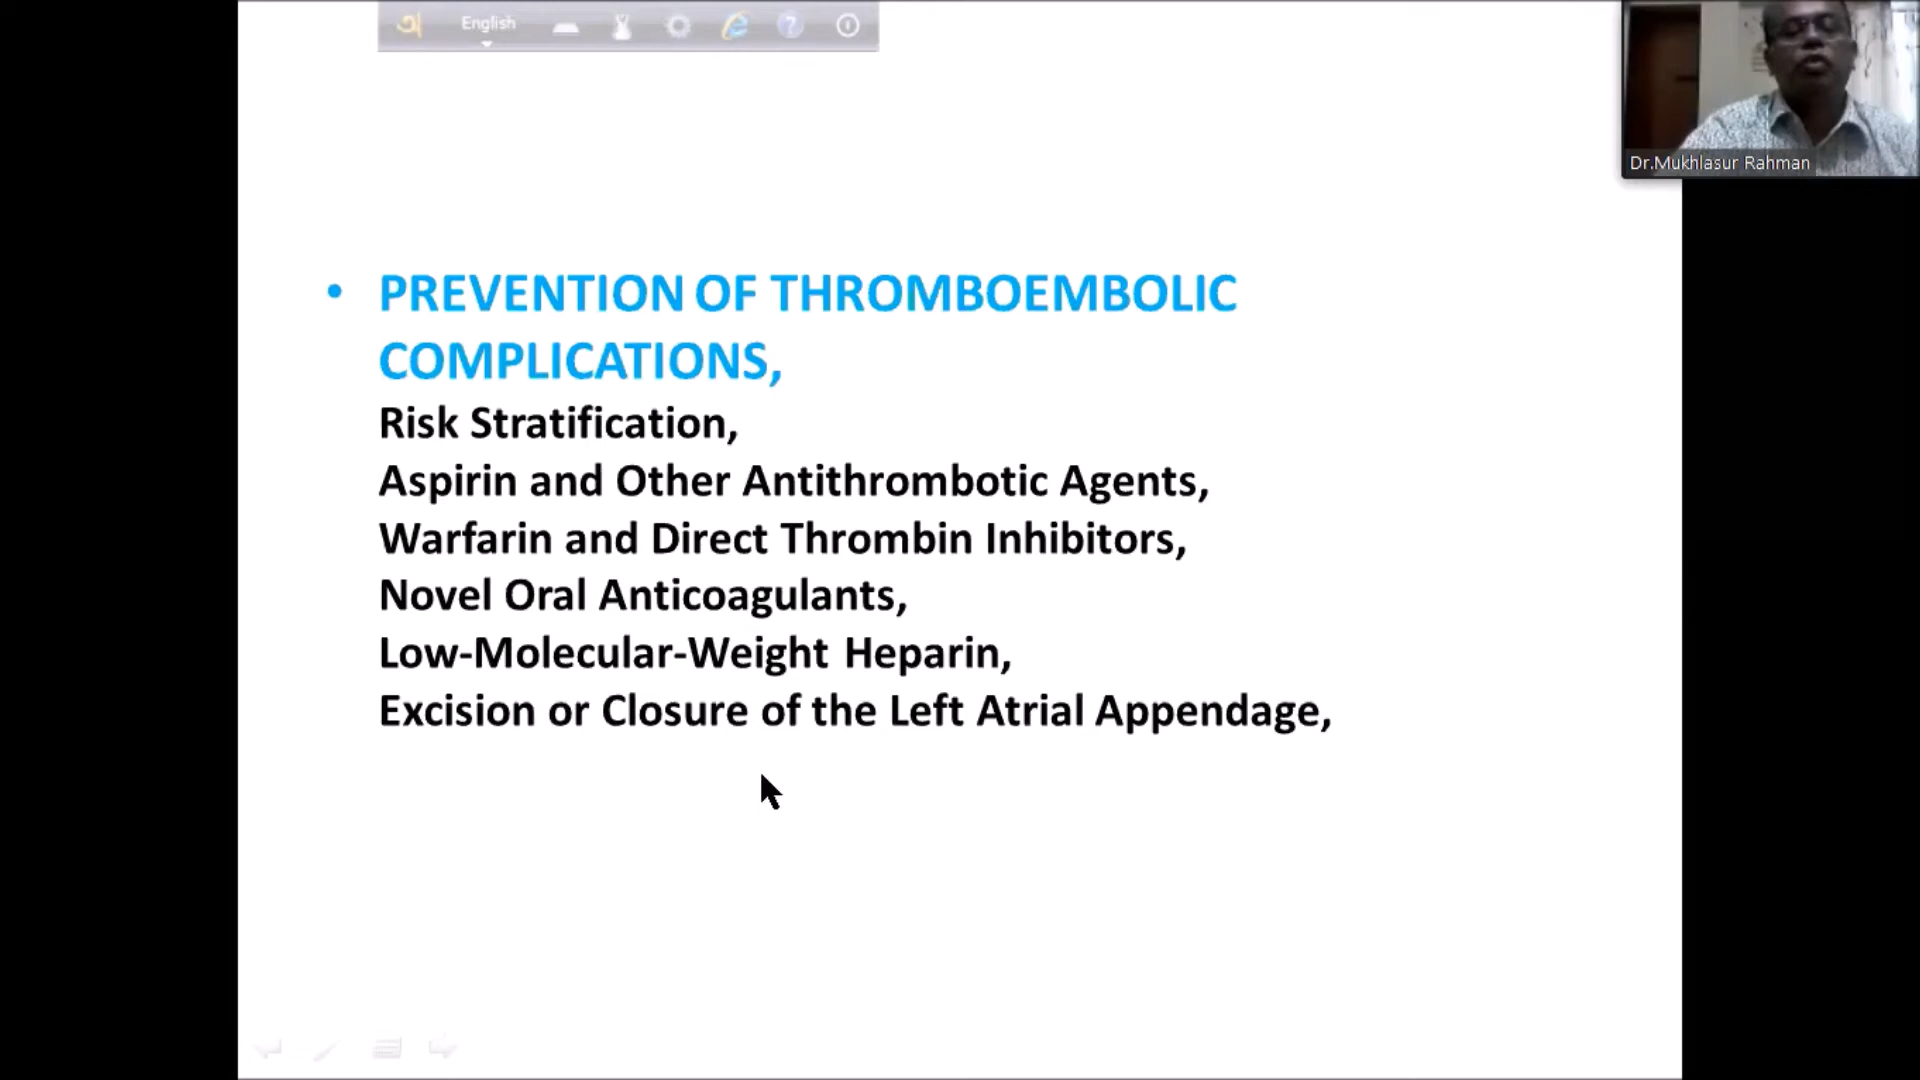 অ English
Dr.Mukhlasur Rahman
• PREVENTION OF THROMBOEMBOLIC
COMPLICATIONS,
Risk Stratification,
Aspirin and Other Antithrombotic Agents,
Warfarin and Direct Thrombin Inhibitors,
Novel Oral Anticoagulants,
Low-Molecular-Weight Heparin,
Excision or Closure of the Left Atrial Appendage,